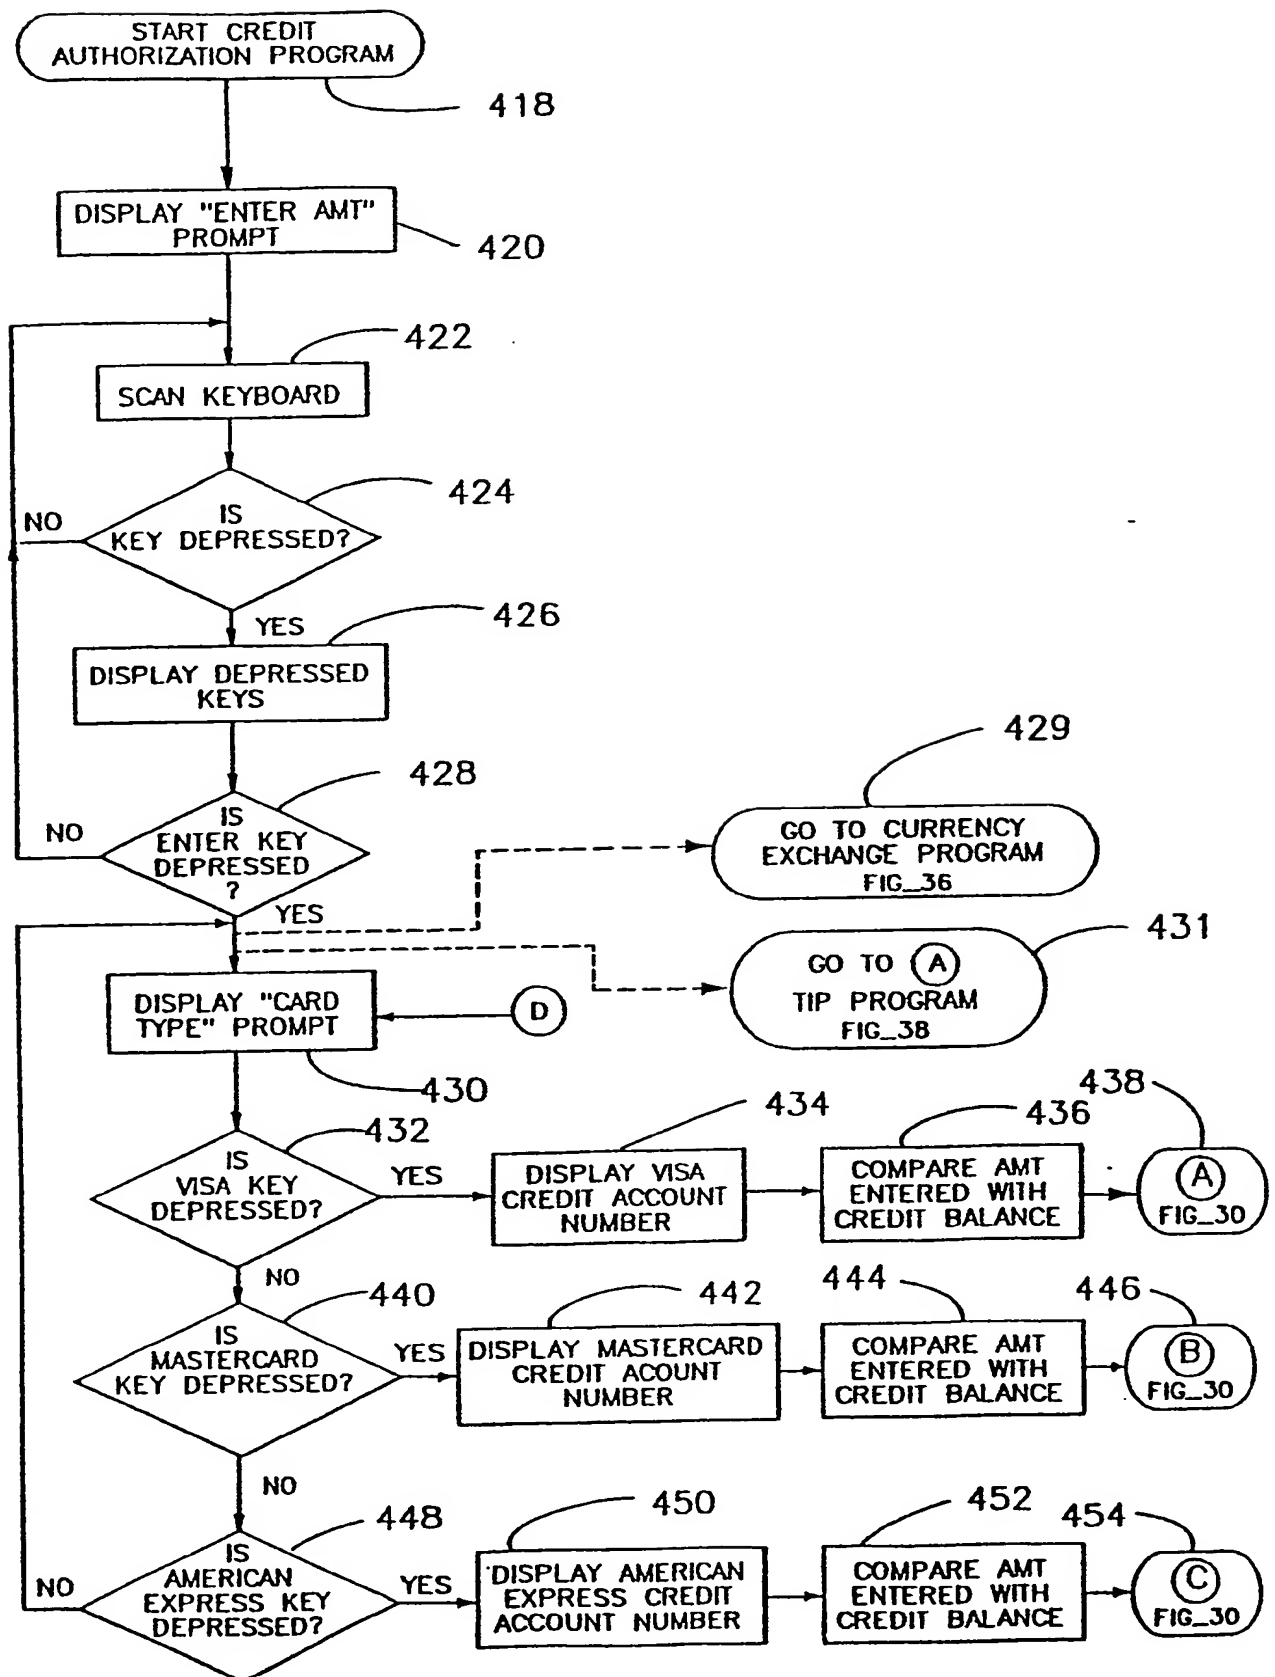 START CREDIT
AUTHORIZATION PROGRAM
418
DISPLAY "ENTER AMT"
PROMPT
420
422
SCAN KEYBOARD
424
IS
KEY DEPRESSED?
NO
YES
426
DISPLAY DEPRESSED
KEYS
428
IS
ENTER KEY
DEPRESSED
?
NO
YES
429
GO TO CURRENCY
EXCHANGE PROGRAM
FIG_36
431
GO TO A
TIP PROGRAM
FIG_38
DISPLAY "CARD
TYPE" PROMPT
D
430
432
IS
VISA KEY
DEPRESSED?
YES
434
DISPLAY VISA
CREDIT ACCOUNT
NUMBER
436
COMPARE AMT
ENTERED WITH
CREDIT BALANCE
438
A
FIG_30
NO
440
IS
MASTERCARD
KEY DEPRESSED?
YES
442
DISPLAY MASTERCARD
CREDIT ACOUNT
NUMBER
444
COMPARE AMT
ENTERED WITH
CREDIT BALANCE
446
B
FIG_30
NO
448
IS
AMERICAN
EXPRESS KEY
DEPRESSED?
NO
YES
450
DISPLAY AMERICAN
EXPRESS CREDIT
ACCOUNT NUMBER
452
COMPARE AMT
ENTERED WITH
CREDIT BALANCE
454
C
FIG_30